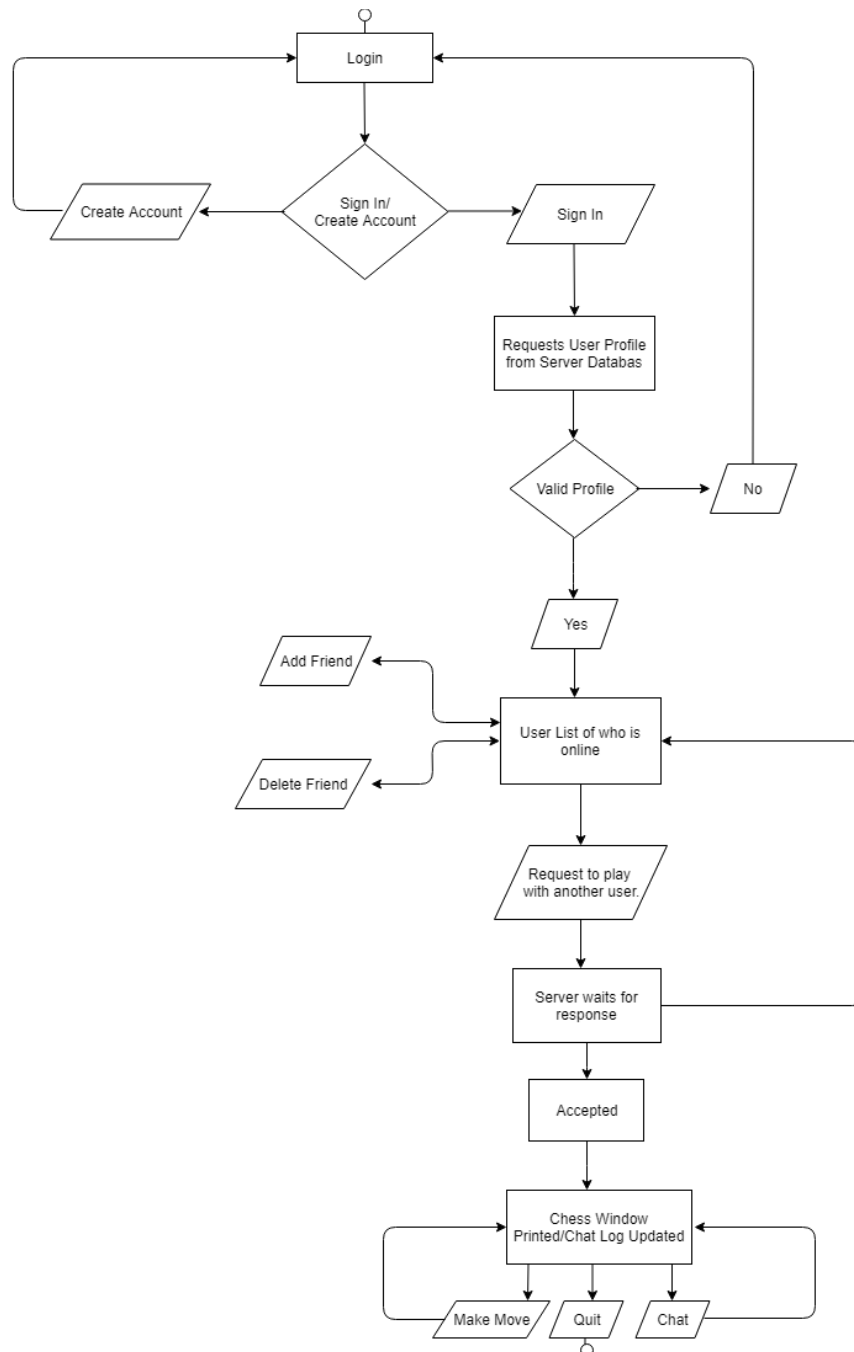 Login
Sign In/
Create Account
Create Account
Sign In
Requests User Profile
from Server Databas
Valid Profile
No
Yes
Add Friend
User List of who is
online
Delete Friend
Request to play
with another user.
Server waits for
response
Accepted
Chess Window
Printed/Chat Log Updated
Make Move
Quit
Chat